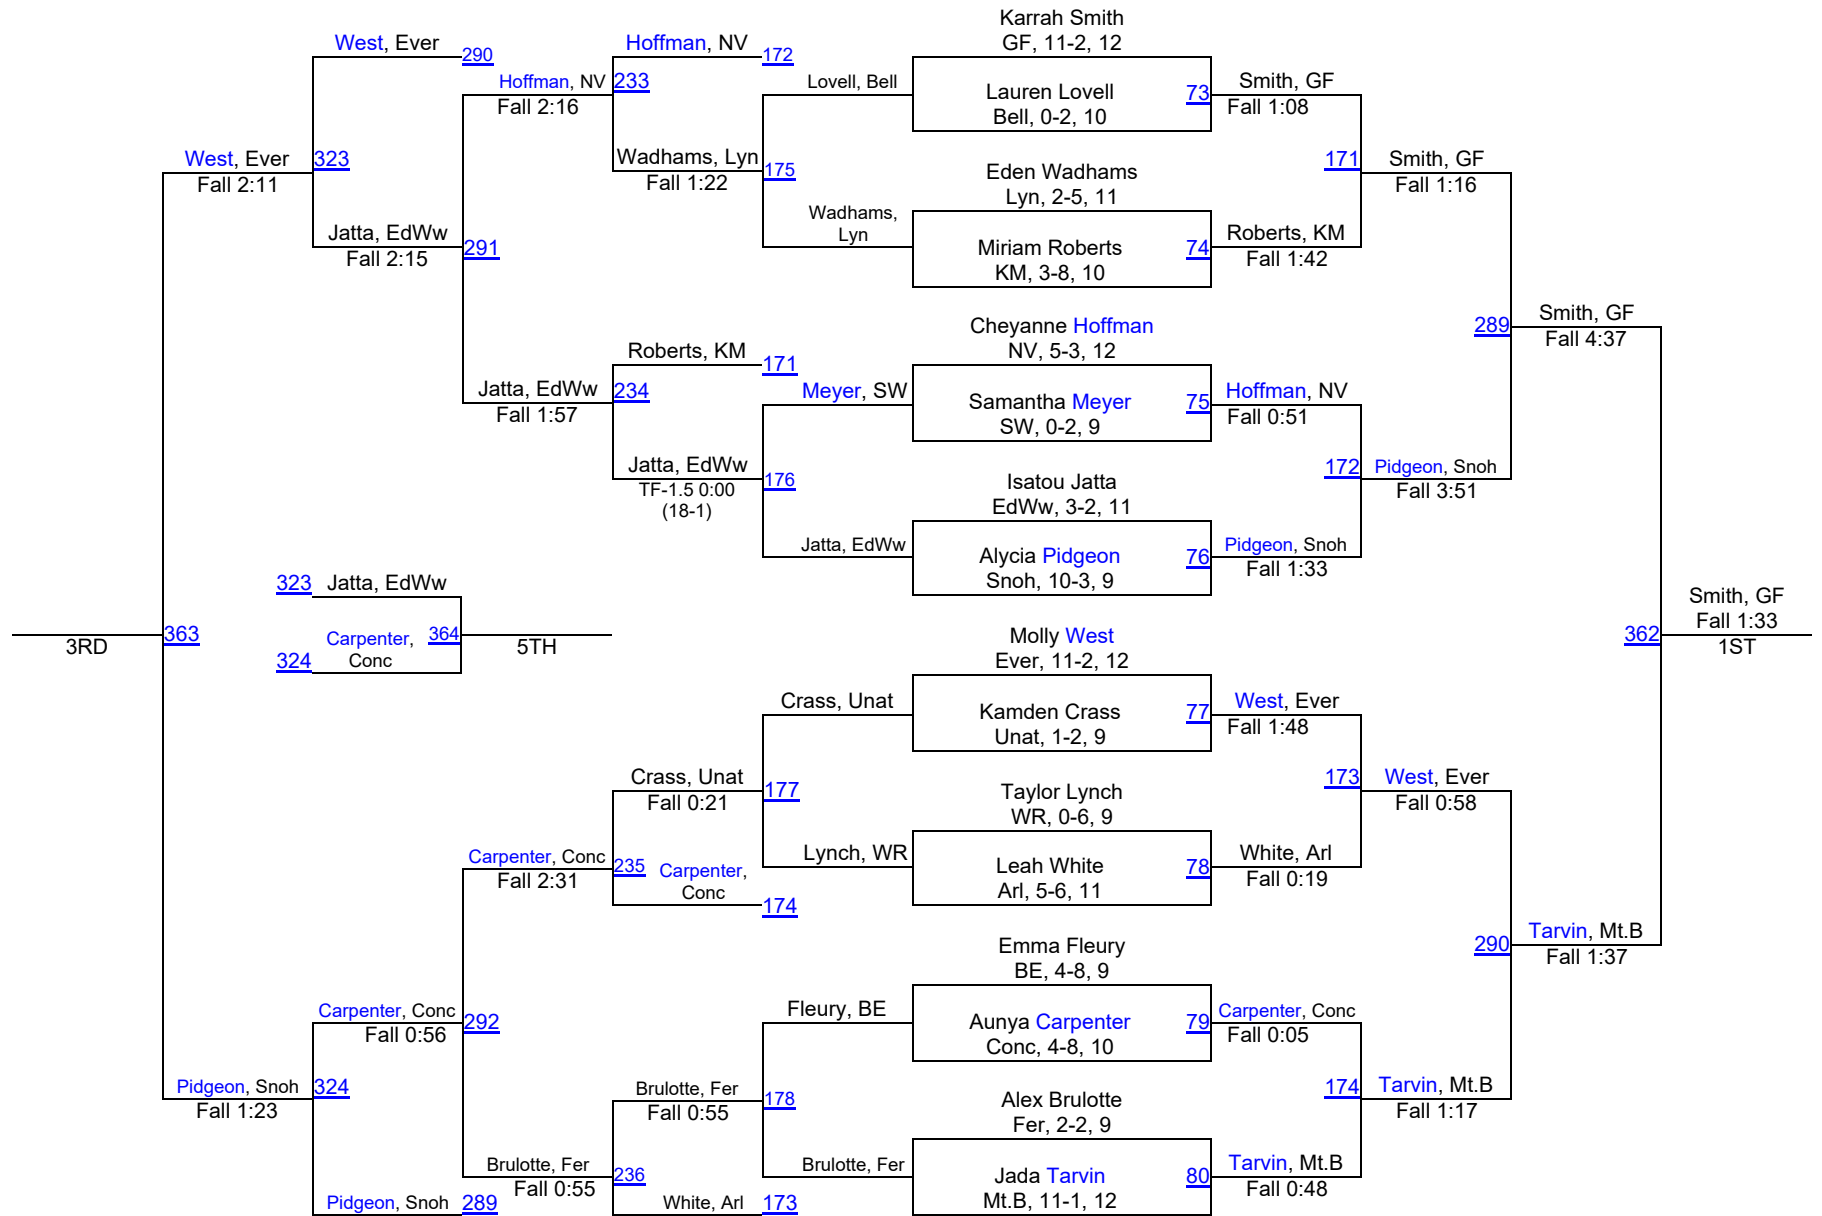 Karrah Smith
GF, 11-2, 12
West, Ever
290
Hoffman, NV
172
Hoffman, NV
233
Fall 2:16
Lovell, Bell
Lauren Lovell
Bell, 0-2, 10
73
Smith, GF
Fall 1:08
West, Ever
323
Fall 2:11
Wadhams, Lyn
175
Fall 1:22
Eden Wadhams
Lyn, 2-5, 11
171
Smith, GF
Fall 1:16
Jatta, EdWw
291
Fall 2:15
Wadhams,
Lyn
Miriam Roberts
KM, 3-8, 10
74
Roberts, KM
Fall 1:42
Cheyanne Hoffman
NV, 5-3, 12
289
Smith, GF
Fall 4:37
Roberts, KM
171
Jatta, EdWw
234
Fall 1:57
Meyer, SW
Samantha Meyer
SW, 0-2, 9
75
Hoffman, NV
Fall 0:51
Jatta, EdWw
176
TF-1.5 0:00
(18-1)
Isatou Jatta
EdWw, 3-2, 11
172
Pidgeon, Snoh
Fall 3:51
Jatta, EdWw
Alycia Pidgeon
Snoh, 10-3, 9
76
Pidgeon, Snoh
Fall 1:33
323
Jatta, EdWw
363
3RD
Carpenter,
Conc
364
324
5TH
Molly West
Ever, 11-2, 12
362
Smith, GF
Fall 1:33
1ST
Crass, Unat
Kamden Crass
Unat, 1-2, 9
77
West, Ever
Fall 1:48
Crass, Unat
177
Fall 0:21
Taylor Lynch
WR, 0-6, 9
173
West, Ever
Fall 0:58
Carpenter, Conc
235
Fall 2:31
Carpenter,
Conc
174
Lynch, WR
Leah White
Arl, 5-6, 11
78
White, Arl
Fall 0:19
Emma Fleury
BE, 4-8, 9
290
Tarvin, Mt.B
Fall 1:37
Carpenter, Conc
292
Fall 0:56
Fleury, BE
Aunya Carpenter
Conc, 4-8, 10
79
Carpenter, Conc
Fall 0:05
Pidgeon, Snoh
324
Fall 1:23
Brulotte, Fer
178
Fall 0:55
Alex Brulotte
Fer, 2-2, 9
174
Tarvin, Mt.B
Fall 1:17
Brulotte, Fer
236
Fall 0:55
Brulotte, Fer
Jada Tarvin
Mt.B, 11-1, 12
80
Tarvin, Mt.B
Fall 0:48
Pidgeon, Snoh
289
White, Arl
173